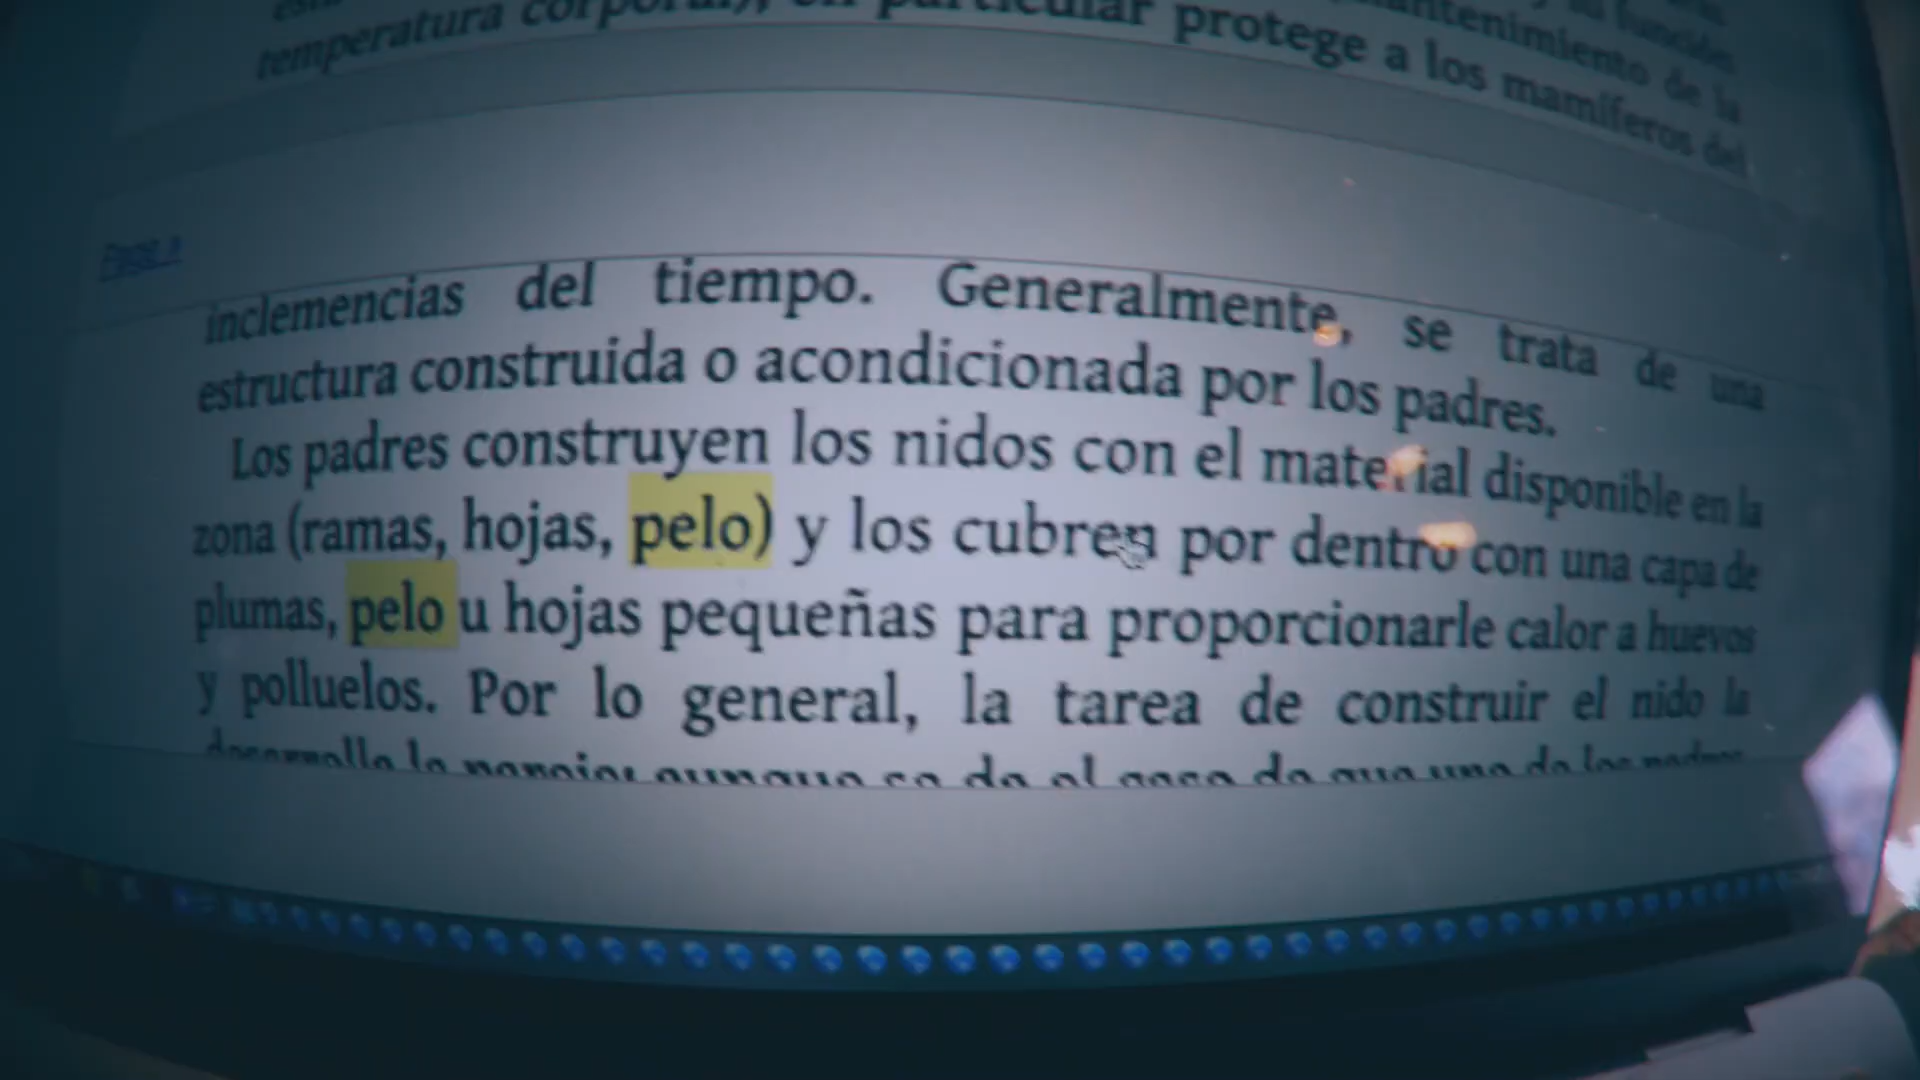 mantenimiento de la
temperatura corporal), en particular protege a los mamíferos del
inclemencias del tiempo. Generalmente, se trata de una
estructura construida o acondicionada por los padres.
Los padres construyen los nidos con el material disponible en la
zona (ramas, hojas, pelo) y los cubren por dentro con una capa de
plumas, pelo u hojas pequeñas para proporcionarle calor a huevos
y polluelos. Por lo general, la tarea de construir el nido la